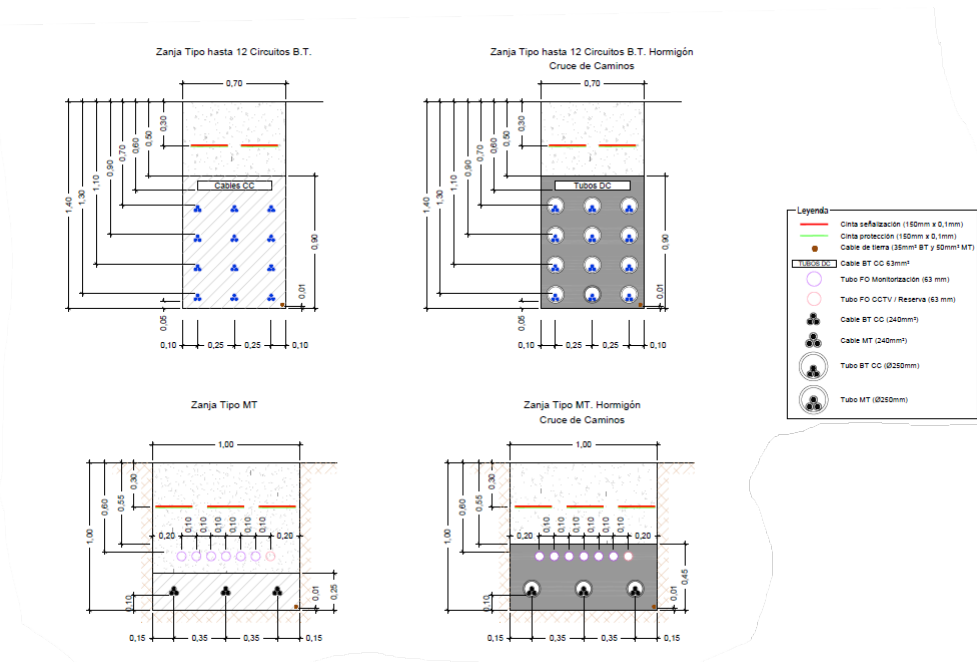 Zanja Tipo hasta 12 Circuitos B.T.
0,70
0,30
0,50
0,60
0,70
0,90
1,10
1,30
1,40
Cables CC
0,90
0,01
0,05
0,10 0,25 0,25 0,10
Zanja Tipo hasta 12 Circuitos B.T. Hormigón
Cruce de Caminos
0,70
0,30
0,50
0,60
0,70
0,90
1,10
1,30
1,40
Tubos DC
0,90
0,01
0,05
0,10 0,25 0,25 0,10
Leyenda
Cinta señalización (150mm x 0,1mm)
Cinta protección (150mm x 0,1mm)
Cable de tierra (35mm² BT y 50mm² MT)
TUBOS DC Cable BT CC 63mm²
Tubo FO Monitorización (63 mm)
Tubo FO CCTV / Reserva (63 mm)
Cable BT CC (240mm²)
Cable MT (240mm²)
Tubo BT CC (Ø250mm)
Tubo MT (Ø250mm)
Zanja Tipo MT
1,00
0,30
0,55
0,60
1,00
0,20 0,10 0,10 0,10 0,10 0,10 0,10 0,20
0,25
0,01
0,10
0,15 0,35 0,35 0,15
Zanja Tipo MT. Hormigón
Cruce de Caminos
1,00
0,30
0,55
0,60
1,00
0,20 0,10 0,10 0,10 0,10 0,10 0,10 0,20
0,45
0,01
0,10
0,15 0,35 0,35 0,15